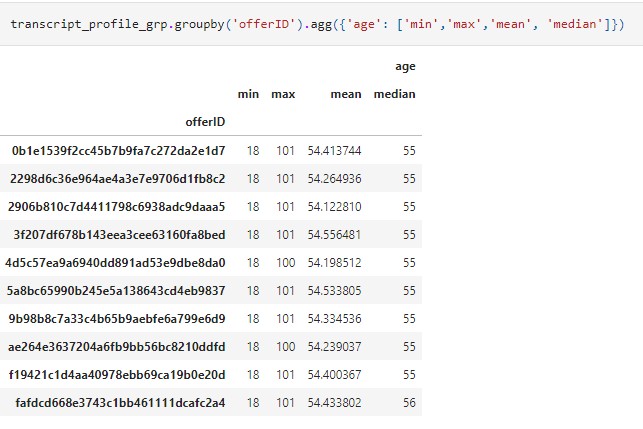 transcript_profile_grp.groupby('offerID').agg({'age': ['min','max','mean', 'median']})
age
min max mean median
offerID
0b1e1539f2cc45b7b9fa7c272da2e1d7 18 101 54.413744 55
2298d6c36e964ae4a3e7e9706d1fb8c2 18 101 54.264936 55
2906b810c7d4411798c6938adc9daaa5 18 101 54.122810 55
3f207df678b143eea3cee63160fa8bed 18 101 54.556481 55
4d5c57ea9a6940dd891ad53e9dbe8da0 18 100 54.198512 55
5a8bc65990b245e5a138643cd4eb9837 18 101 54.533805 55
9b98b8c7a33c4b65b9aebfe6a799e6d9 18 101 54.334536 55
ae264e3637204a6fb9bb56bc8210ddfd 18 100 54.239037 55
f19421c1d4aa40978ebb69ca19b0e20d 18 101 54.400367 55
fafdcd668e3743c1bb461111dcafc2a4 18 101 54.433802 56